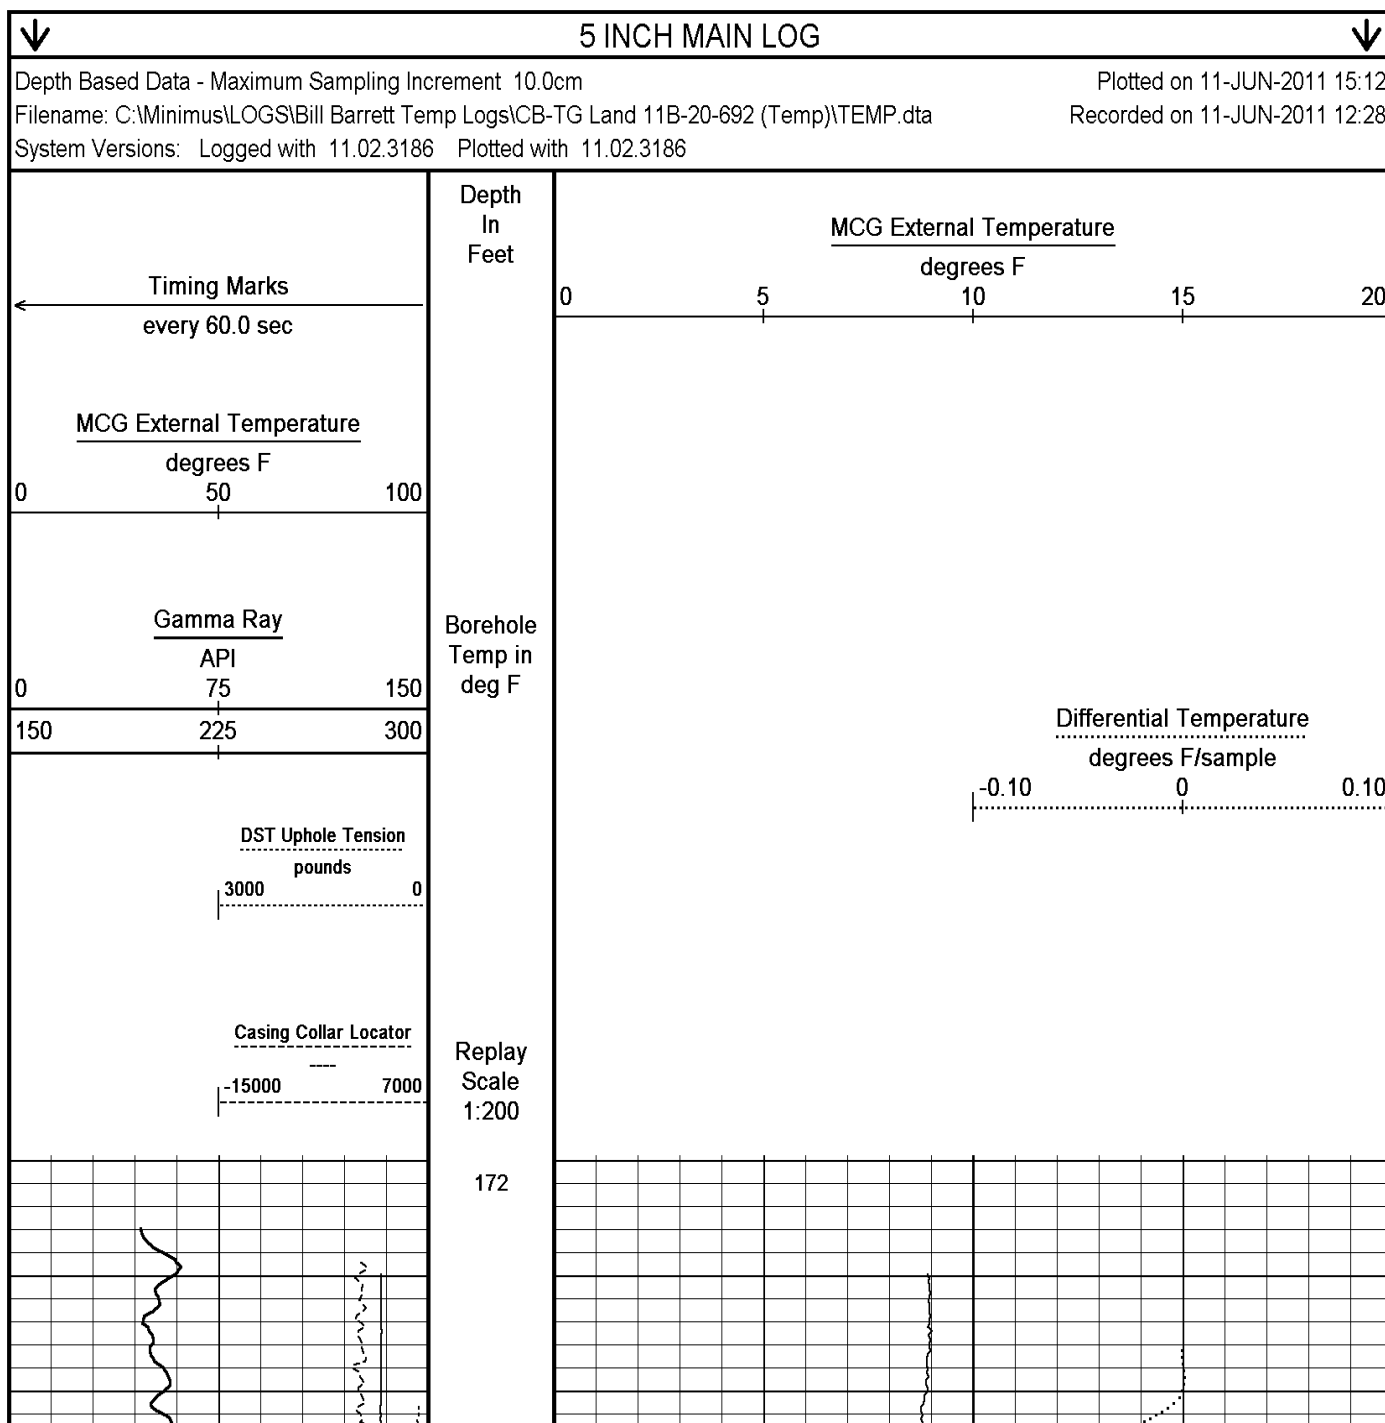 5 INCH MAIN LOG
Depth Based Data - Maximum Sampling Increment 10.0cm
Plotted on 11-JUN-2011 15:12
Filename: C:\Minimus\LOGS\Bill Barrett Temp Logs\CB-TG Land 11B-20-692 (Temp)\TEMP.dta
Recorded on 11-JUN-2011 12:28
System Versions: Logged with 11.02.3186 Plotted with 11.02.3186
Timing Marks
every 60.0 sec
MCG External Temperature
degrees F
0 50 100
Gamma Ray
API
0 75 150
150 225 300
DST Uphole Tension
pounds
3000 0
Casing Collar Locator
----
-15000 7000
Depth
In
Feet
Borehole
Temp in
deg F
Replay
Scale
1:200
172
MCG External Temperature
degrees F
0 5 10 15 20
Differential Temperature
degrees F/sample
-0.10 0 0.10